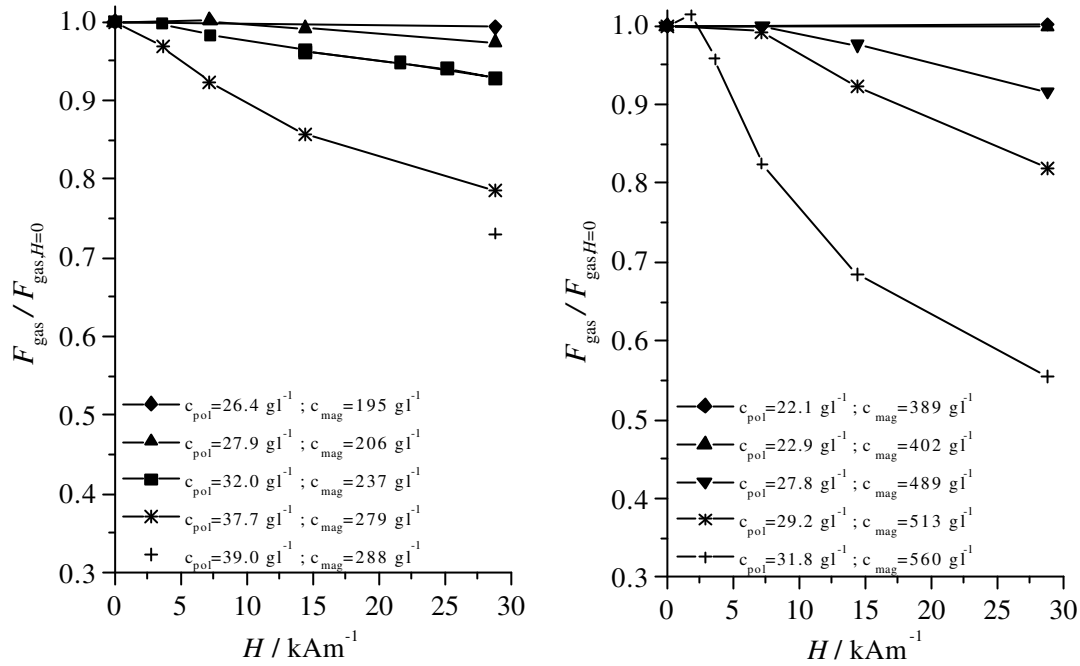 1.0
0.9
0.8
0.7
0.6
0.5
0.4
0.3
F_gas / F_gas,H=0
c_pol=26.4 gl^-1 ; c_mag=195 gl^-1
c_pol=27.9 gl^-1 ; c_mag=206 gl^-1
c_pol=32.0 gl^-1 ; c_mag=237 gl^-1
c_pol=37.7 gl^-1 ; c_mag=279 gl^-1
c_pol=39.0 gl^-1 ; c_mag=288 gl^-1
0 5 10 15 20 25 30
H / kAm^-1
1.0
0.9
0.8
0.7
0.6
0.5
0.4
0.3
F_gas / F_gas,H=0
c_pol=22.1 gl^-1 ; c_mag=389 gl^-1
c_pol=22.9 gl^-1 ; c_mag=402 gl^-1
c_pol=27.8 gl^-1 ; c_mag=489 gl^-1
c_pol=29.2 gl^-1 ; c_mag=513 gl^-1
c_pol=31.8 gl^-1 ; c_mag=560 gl^-1
0 5 10 15 20 25 30
H / kAm^-1